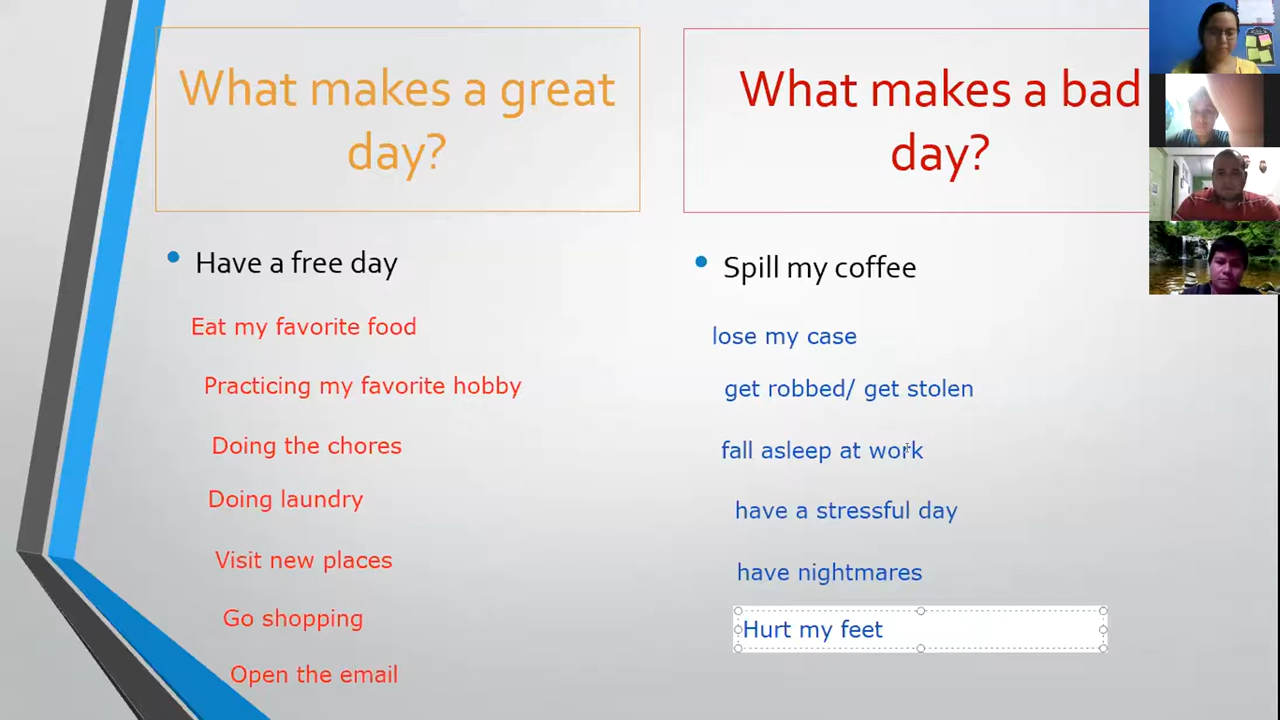 What makes a great
day?
Have a free day
Eat my favorite food
Practicing my favorite hobby
Doing the chores
Doing laundry
Visit new places
Go shopping
Open the email
What makes a bad
day?
Spill my coffee
lose my case
get robbed/ get stolen
fall asleep at work
have a stressful day
have nightmares
Hurt my feet